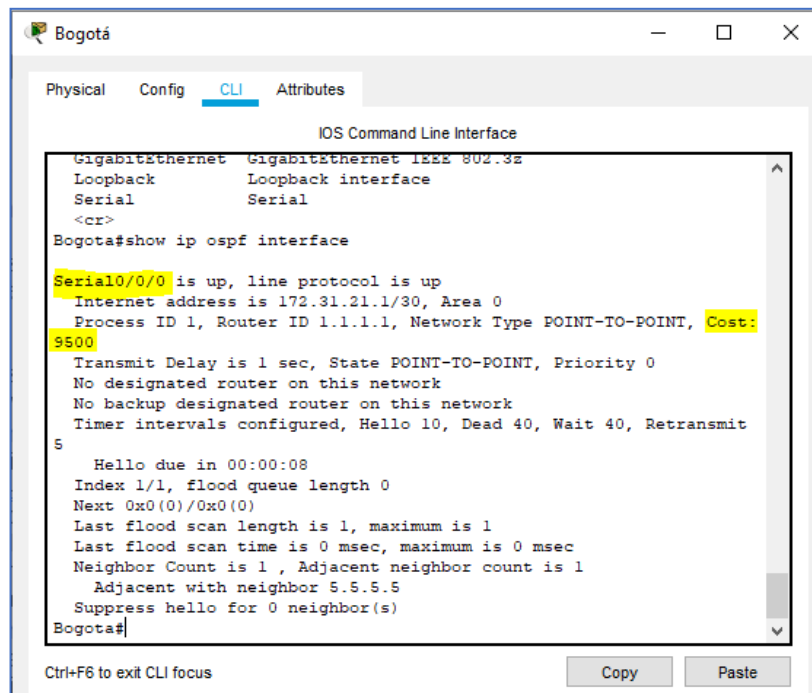 Bogotá
Physical Config CLI Attributes
IOS Command Line Interface
GigabitEthernet GigabitEthernet IEEE 802.3z
Loopback Loopback interface
Serial Serial
<cr>
Bogota#show ip ospf interface
Serial0/0/0 is up, line protocol is up
Internet address is 172.31.21.1/30, Area 0
Process ID 1, Router ID 1.1.1.1, Network Type POINT-TO-POINT, Cost:
9500
Transmit Delay is 1 sec, State POINT-TO-POINT, Priority 0
No designated router on this network
No backup designated router on this network
Timer intervals configured, Hello 10, Dead 40, Wait 40, Retransmit
5
Hello due in 00:00:08
Index 1/1, flood queue length 0
Next 0x0(0)/0x0(0)
Last flood scan length is 1, maximum is 1
Last flood scan time is 0 msec, maximum is 0 msec
Neighbor Count is 1 , Adjacent neighbor count is 1
Adjacent with neighbor 5.5.5.5
Suppress hello for 0 neighbor(s)
Bogota#
Ctrl+F6 to exit CLI focus
Copy Paste